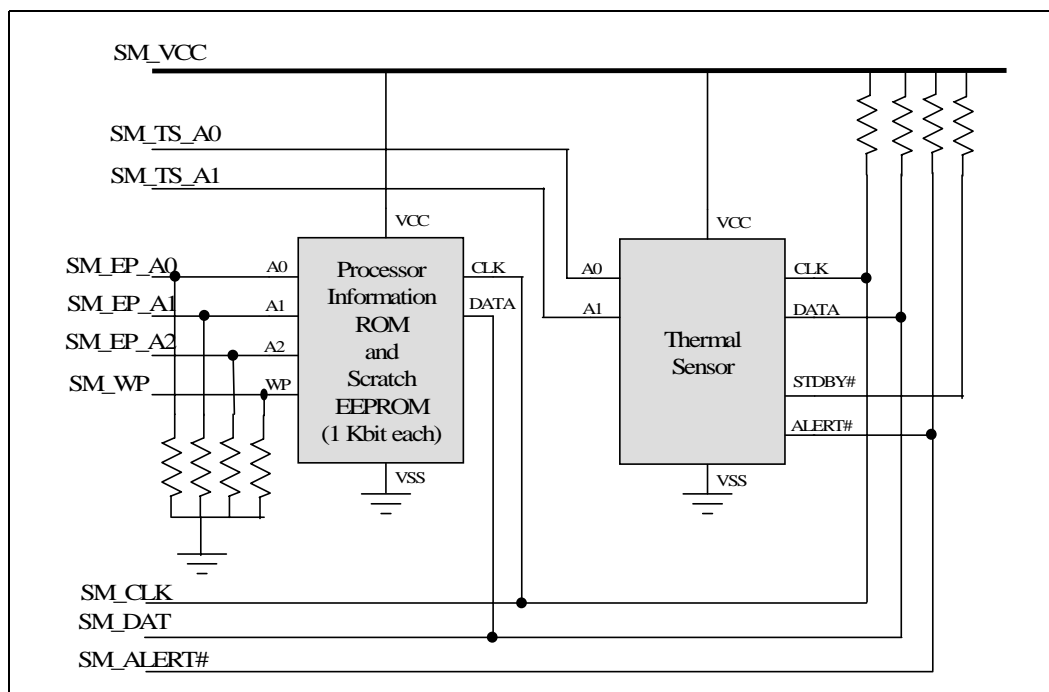 SM_VCC
SM_TS_A0
SM_TS_A1
VCC
VCC
SM_EP_A0
A0
SM_EP_A1
A1
SM_EP_A2
A2
SM_WP
WP
Processor
Information
ROM
and
Scratch
EEPROM
(1 Kbit each)
CLK
DATA
VSS
A0
A1
Thermal
Sensor
CLK
DATA
STDBY#
ALERT#
VSS
SM_CLK
SM_DAT
SM_ALERT#